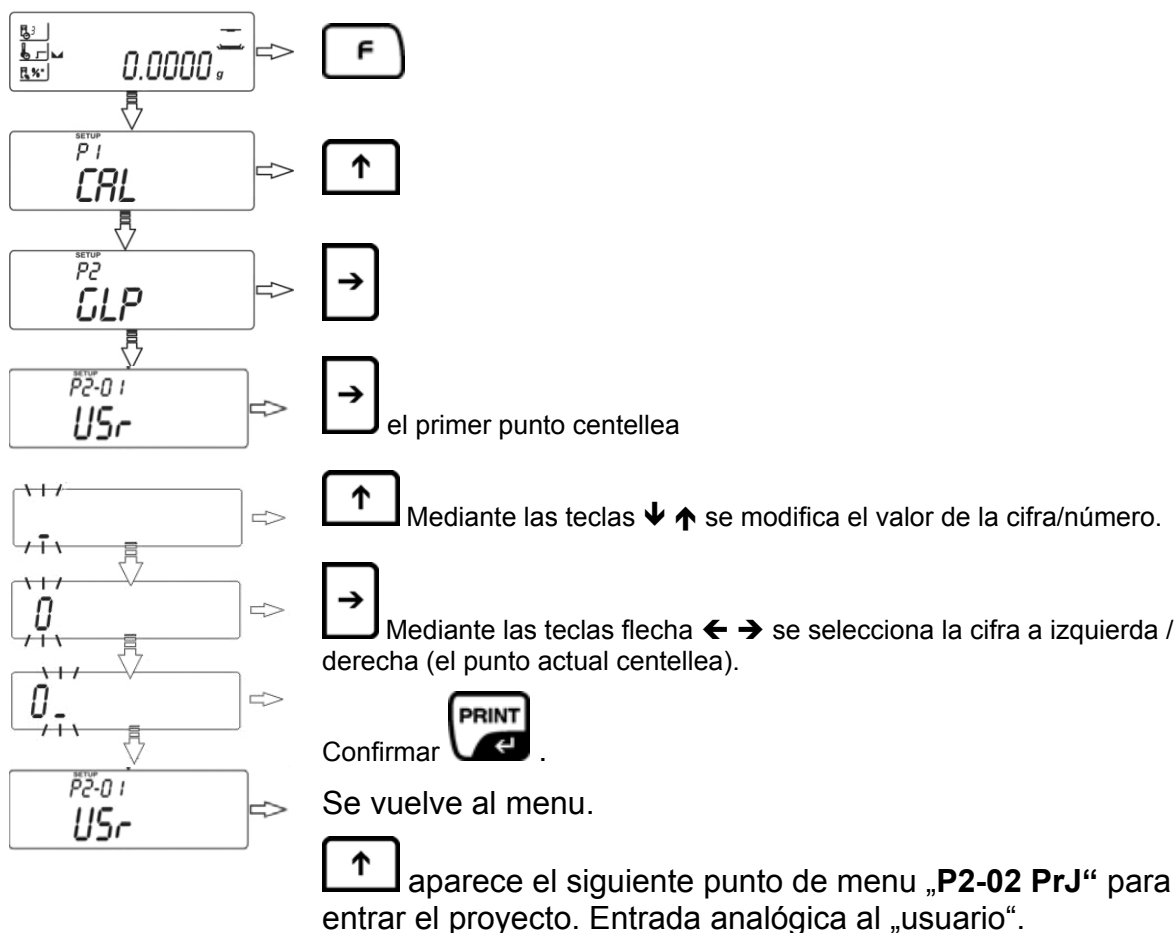 3
%
0.0000 g
F
SETUP
P1
CAL
↑
SETUP
P2
GLP
→
SETUP
P2-01
USr
→ el primer punto centellea
-
↑ Mediante las teclas ↓ ↑ se modifica el valor de la cifra/número.
0
→ Mediante las teclas flecha ← → se selecciona la cifra a izquierda /
derecha (el punto actual centellea).
0_
PRINT
Confirmar .
SETUP
P2-01
USr
Se vuelve al menu.
↑ aparece el siguiente punto de menu „P2-02 PrJ“ para
entrar el proyecto. Entrada analógica al „usuario“.